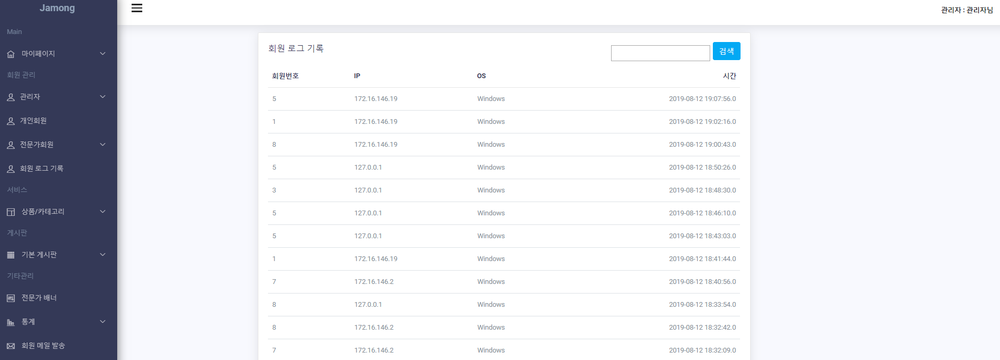 Jamong
관리자 : 관리자님
Main
마이페이지
회원 관리
관리자
개인회원
전문가회원
회원 로그 기록
서비스
상품/카테고리
게시판
기본 게시판
기타관리
전문가 배너
통계
회원 메일 발송
회원 로그 기록
검색
회원번호 IP OS 시간
5 172.16.146.19 Windows 2019-08-12 19:07:56.0
1 172.16.146.19 Windows 2019-08-12 19:02:16.0
8 172.16.146.19 Windows 2019-08-12 19:00:43.0
5 127.0.0.1 Windows 2019-08-12 18:50:26.0
3 127.0.0.1 Windows 2019-08-12 18:48:30.0
5 127.0.0.1 Windows 2019-08-12 18:46:10.0
5 127.0.0.1 Windows 2019-08-12 18:43:03.0
1 172.16.146.19 Windows 2019-08-12 18:41:44.0
7 172.16.146.2 Windows 2019-08-12 18:40:56.0
8 127.0.0.1 Windows 2019-08-12 18:33:54.0
8 172.16.146.2 Windows 2019-08-12 18:32:42.0
7 172.16.146.2 Windows 2019-08-12 18:32:09.0